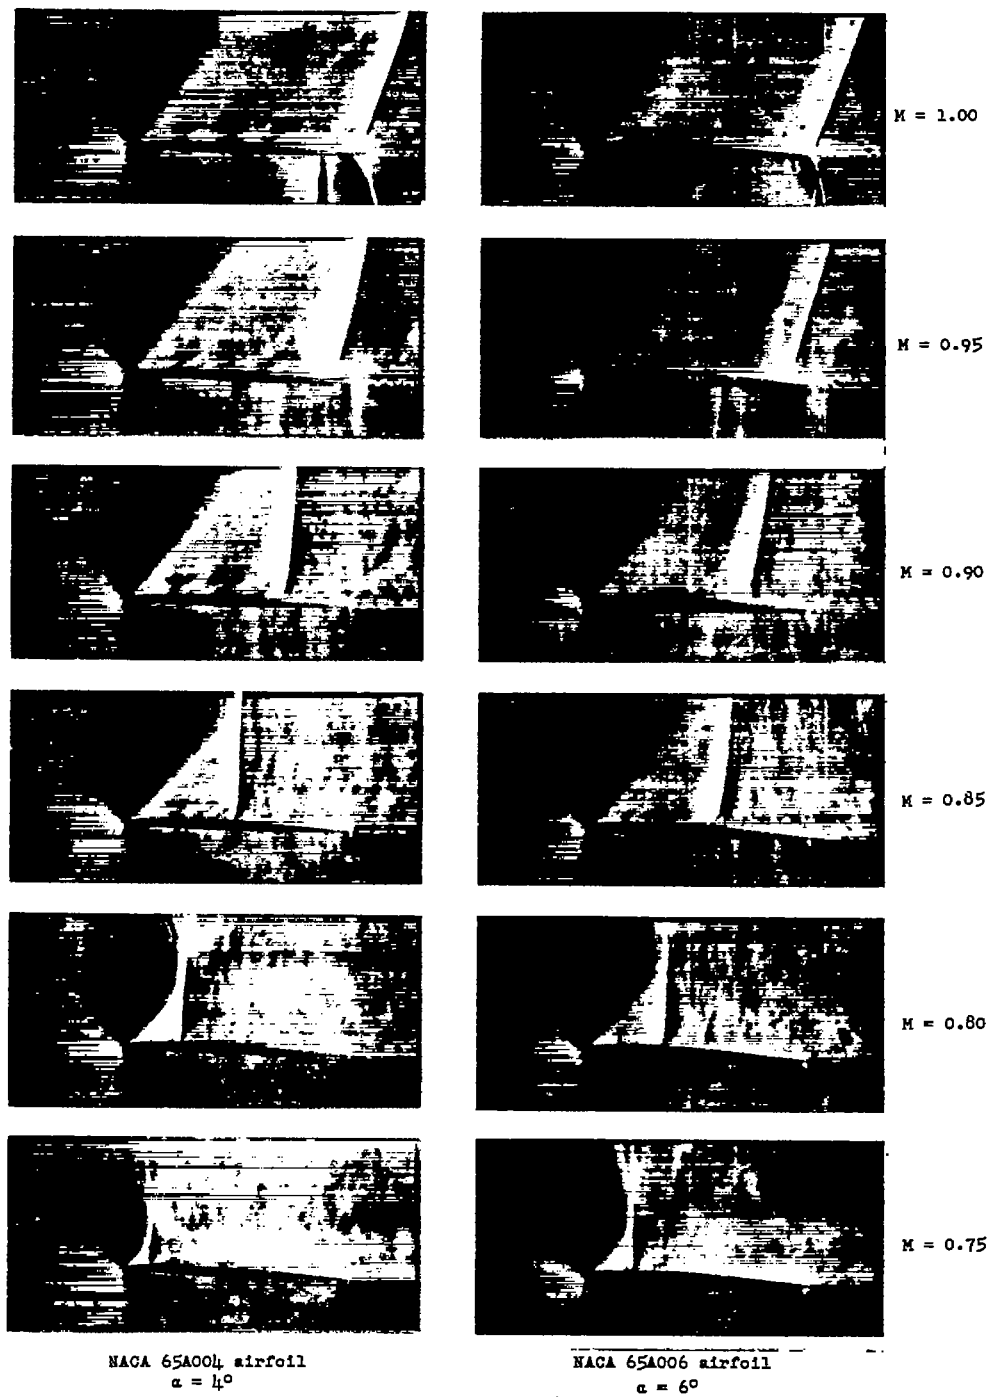 M = 1.00
M = 0.95
M = 0.90
M = 0.85
M = 0.80
M = 0.75
NACA 65A004 airfoil
α = 4°
NACA 65A006 airfoil
α = 6°